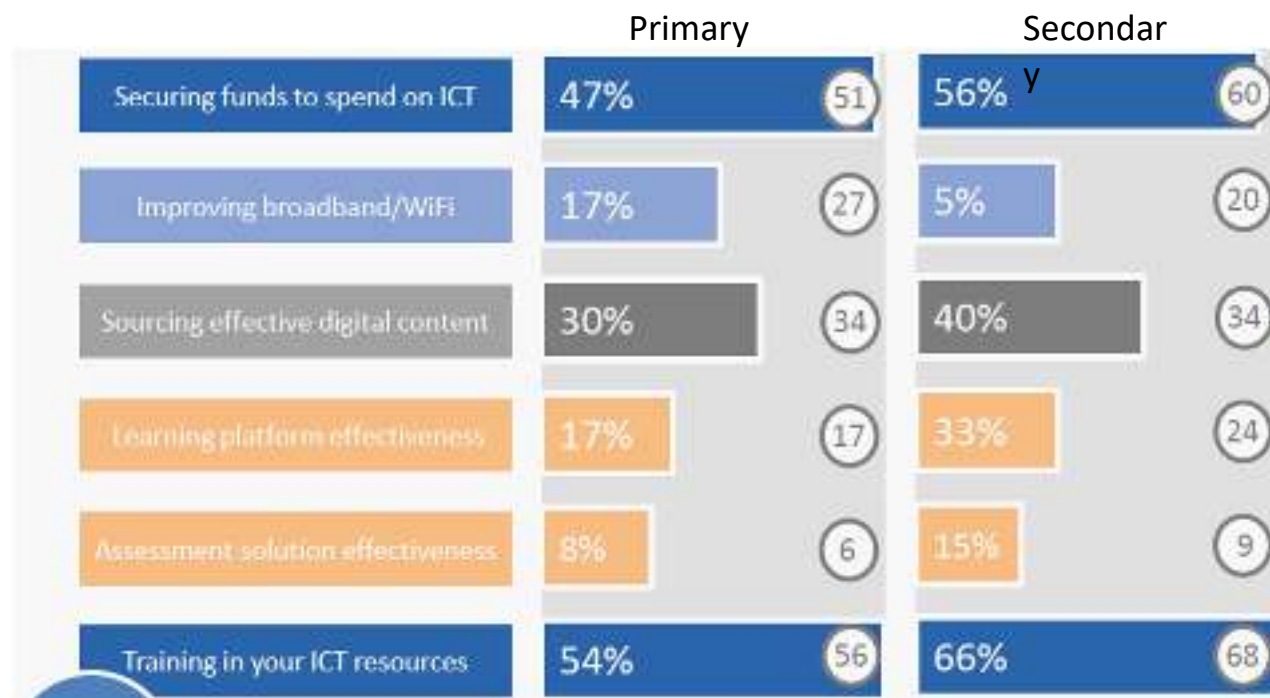 Primary Secondar
y
Securing funds to spend on ICT 47% 51 56% 60
Improving broadband/WiFi 17% 27 5% 20
Sourcing effective digital content 30% 34 40% 34
Learning platform effectiveness 17% 17 33% 24
Assessment solution effectiveness 8% 6 15% 9
Training in your ICT resources 54% 56 66% 68